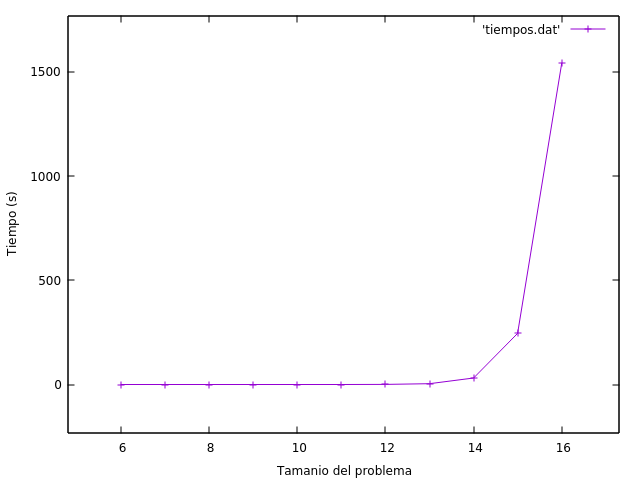 'tiempos.dat'
1500
1000
500
0
Tiempo (s)
6 8 10 12 14 16
Tamanio del problema